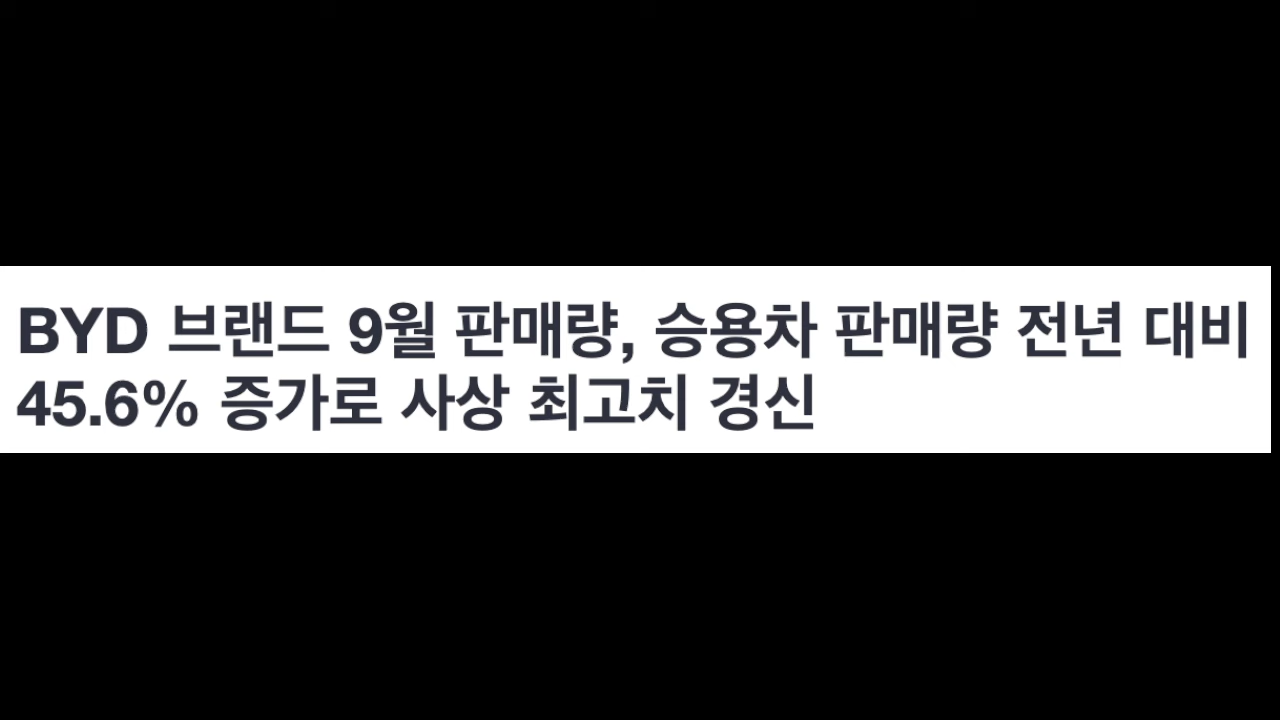 BYD 브랜드 9월 판매량, 승용차 판매량 전년 대비
45.6% 증가로 사상 최고치 경신